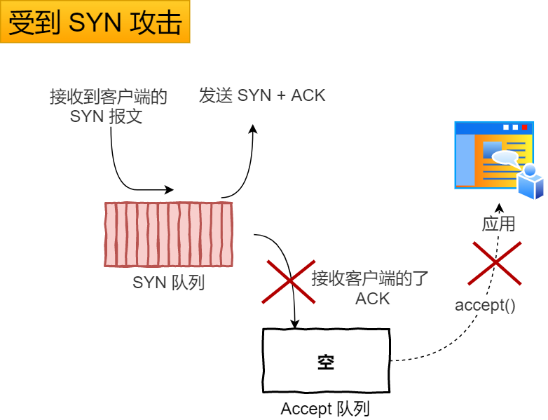 受到 SYN 攻击
接收到客户端的
SYN 报文
发送 SYN + ACK
SYN 队列
应用
接收客户端的了
ACK
accept()
空
Accept 队列